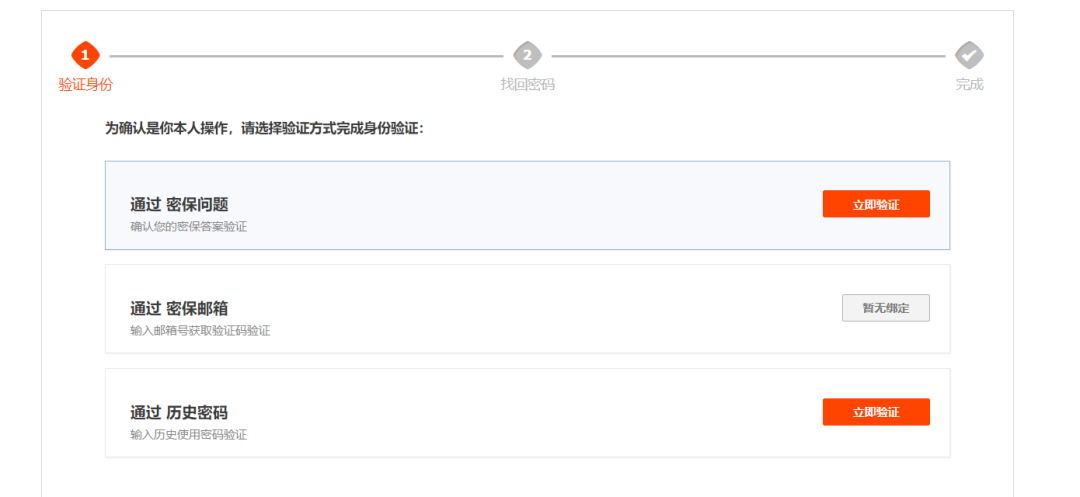 1
2
验证身份
找回密码
完成
为确认是你本人操作，请选择验证方式完成身份验证：
通过 密保问题
立即验证
确认您的密保答案验证
通过 密保邮箱
暂无绑定
输入邮箱号获取验证码验证
通过 历史密码
立即验证
输入历史使用密码验证